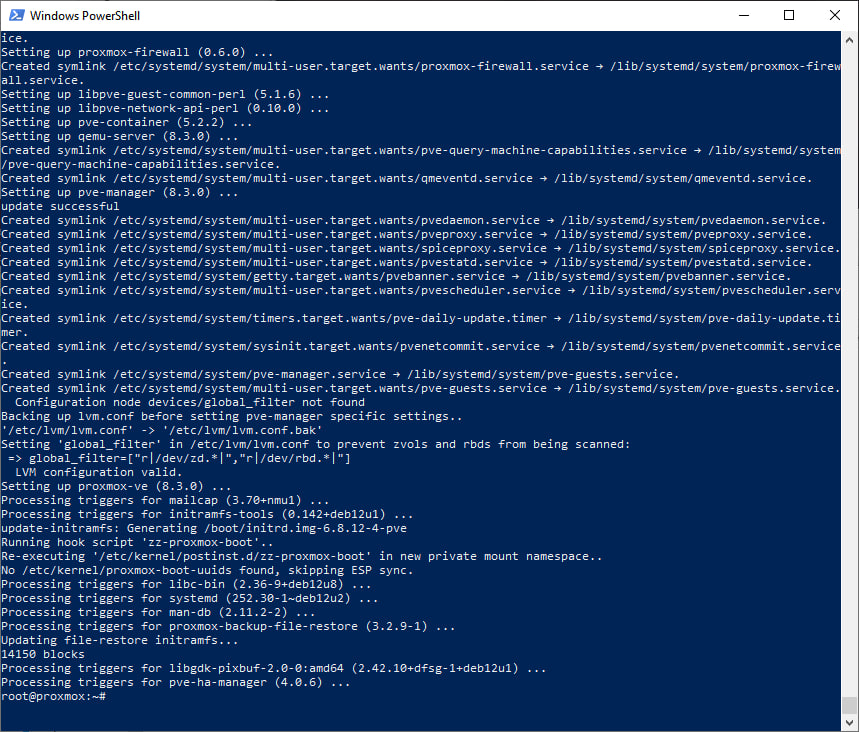 Windows PowerShell
ice.
Setting up proxmox-firewall (0.6.0) ...
Created symlink /etc/systemd/system/multi-user.target.wants/proxmox-firewall.service → /lib/systemd/system/proxmox-firew
all.service.
Setting up libpve-guest-common-perl (5.1.6) ...
Setting up libpve-network-api-perl (0.10.0) ...
Setting up pve-container (5.2.2) ...
Setting up qemu-server (8.3.0) ...
Created symlink /etc/systemd/system/multi-user.target.wants/pve-query-machine-capabilities.service → /lib/systemd/system
/pve-query-machine-capabilities.service.
Created symlink /etc/systemd/system/multi-user.target.wants/qmeventd.service → /lib/systemd/system/qmeventd.service.
Setting up pve-manager (8.3.0) ...
update successful
Created symlink /etc/systemd/system/multi-user.target.wants/pvedaemon.service → /lib/systemd/system/pvedaemon.service.
Created symlink /etc/systemd/system/multi-user.target.wants/pveproxy.service → /lib/systemd/system/pveproxy.service.
Created symlink /etc/systemd/system/multi-user.target.wants/spiceproxy.service → /lib/systemd/system/spiceproxy.service.
Created symlink /etc/systemd/system/multi-user.target.wants/pvestatd.service → /lib/systemd/system/pvestatd.service.
Created symlink /etc/systemd/system/getty.target.wants/pvebanner.service → /lib/systemd/system/pvebanner.service.
Created symlink /etc/systemd/system/multi-user.target.wants/pvescheduler.service → /lib/systemd/system/pvescheduler.serv
ice.
Created symlink /etc/systemd/system/timers.target.wants/pve-daily-update.timer → /lib/systemd/system/pve-daily-update.ti
mer.
Created symlink /etc/systemd/system/sysinit.target.wants/pvenetcommit.service → /lib/systemd/system/pvenetcommit.service
.
Created symlink /etc/systemd/system/pve-manager.service → /lib/systemd/system/pve-guests.service.
Created symlink /etc/systemd/system/multi-user.target.wants/pve-guests.service → /lib/systemd/system/pve-guests.service.
  Configuration node devices/global_filter not found
Backing up lvm.conf before setting pve-manager specific settings..
'/etc/lvm/lvm.conf' -> '/etc/lvm/lvm.conf.bak'
Setting 'global_filter' in /etc/lvm/lvm.conf to prevent zvols and rbds from being scanned:
 => global_filter=["r|/dev/zd.*|","r|/dev/rbd.*|"]
  LVM configuration valid.
Setting up proxmox-ve (8.3.0) ...
Processing triggers for mailcap (3.70+nmu1) ...
Processing triggers for initramfs-tools (0.142+deb12u1) ...
update-initramfs: Generating /boot/initrd.img-6.8.12-4-pve
Running hook script 'zz-proxmox-boot'..
Re-executing '/etc/kernel/postinst.d/zz-proxmox-boot' in new private mount namespace..
No /etc/kernel/proxmox-boot-uuids found, skipping ESP sync.
Processing triggers for libc-bin (2.36-9+deb12u8) ...
Processing triggers for systemd (252.30-1~deb12u2) ...
Processing triggers for man-db (2.11.2-2) ...
Processing triggers for proxmox-backup-file-restore (3.2.9-1) ...
Updating file-restore initramfs...
14150 blocks
Processing triggers for libgdk-pixbuf-2.0-0:amd64 (2.42.10+dfsg-1+deb12u1) ...
Processing triggers for pve-ha-manager (4.0.6) ...
root@proxmox:~#